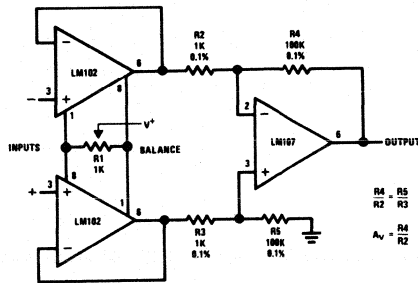 R2
1K
0.1%
R4
100K
0.1%
−
6
LM102
8
−
3
+
1
V+
2
−
LM107
6
OUTPUT
3
+
INPUTS
R1
1K
BALANCE
+
3
+
8
1
LM102
6
−
R3
1K
0.1%
R5
100K
0.1%
R4/R2 = R5/R3
AV = R4/R2